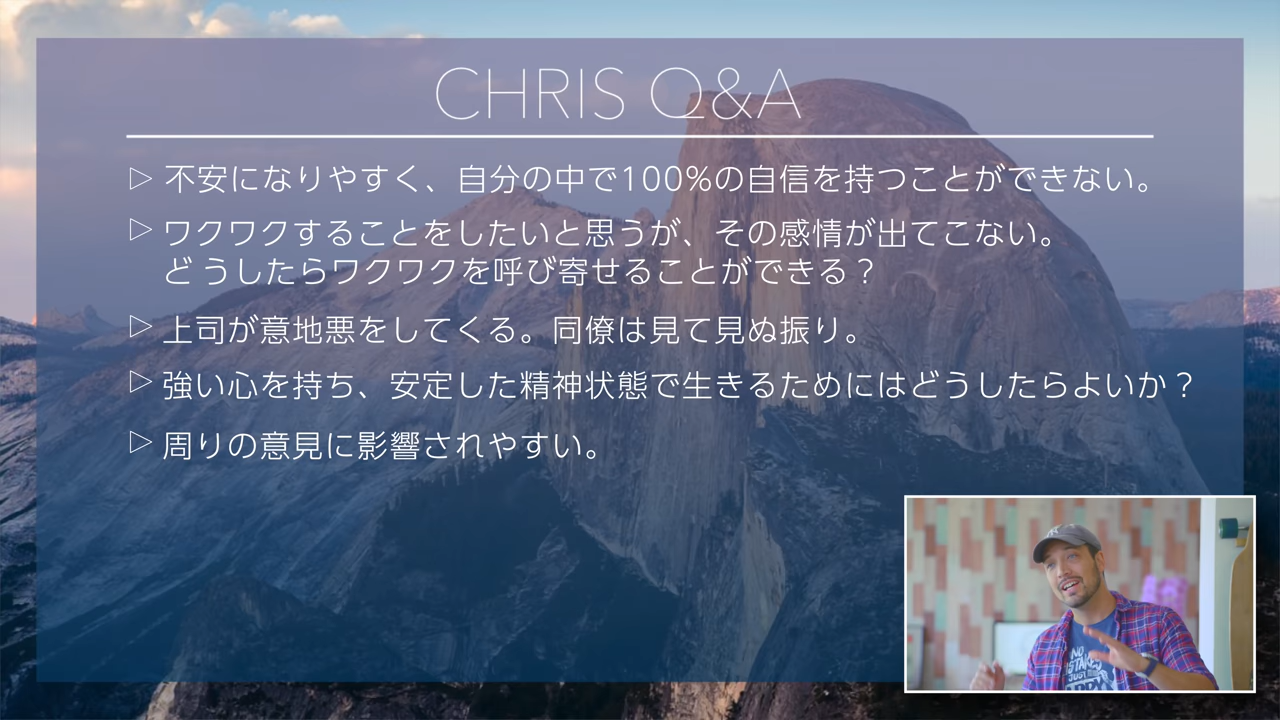 CHRIS Q&A
▷ 不安になりやすく、自分の中で100%の自信を持つことができない。
▷ ワクワクすることをしたいと思うが、その感情が出てこない。
どうしたらワクワクを呼び寄せることができる？
▷ 上司が意地悪をしてくる。同僚は見て見ぬ振り。
▷ 強い心を持ち、安定した精神状態で生きるためにはどうしたらよいか？
▷ 周りの意見に影響されやすい。
NO
MISTAKES
JUST
HAPPY